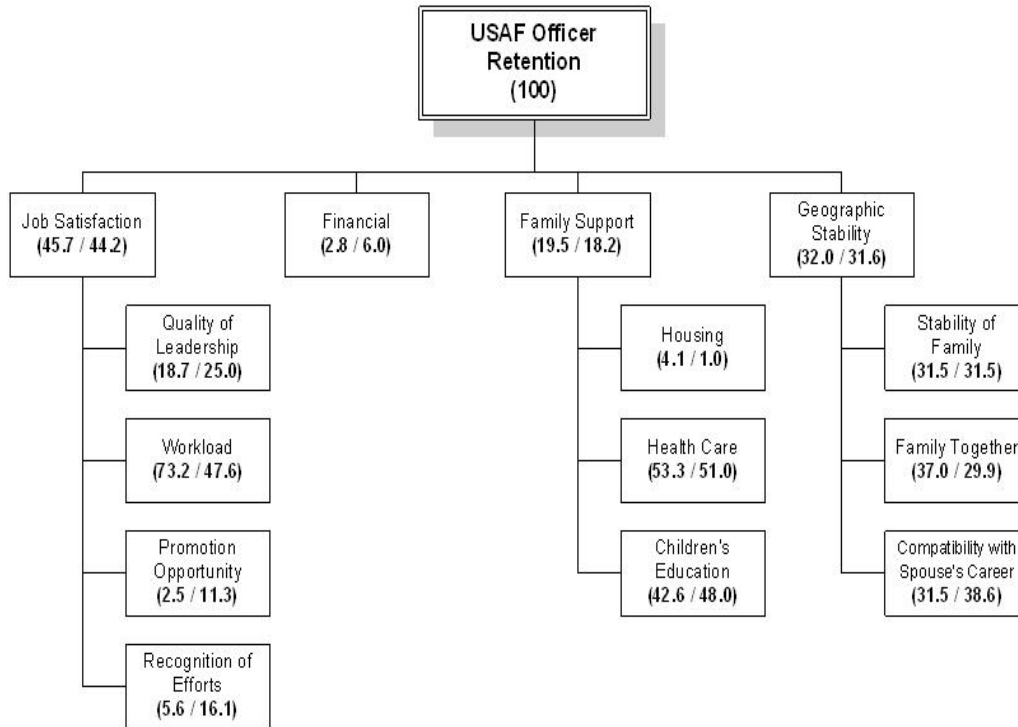 USAF Officer
Retention
(100)
Job Satisfaction
(45.7 / 44.2)
Financial
(2.8 / 6.0)
Family Support
(19.5 / 18.2)
Geographic
Stability
(32.0 / 31.6)
Quality of
Leadership
(18.7 / 25.0)
Workload
(73.2 / 47.6)
Promotion
Opportunity
(2.5 / 11.3)
Recognition of
Efforts
(5.6 / 16.1)
Housing
(4.1 / 1.0)
Health Care
(53.3 / 51.0)
Children's
Education
(42.6 / 48.0)
Stability of
Family
(31.5 / 31.5)
Family Together
(37.0 / 29.9)
Compatibility with
Spouse's Career
(31.5 / 38.6)